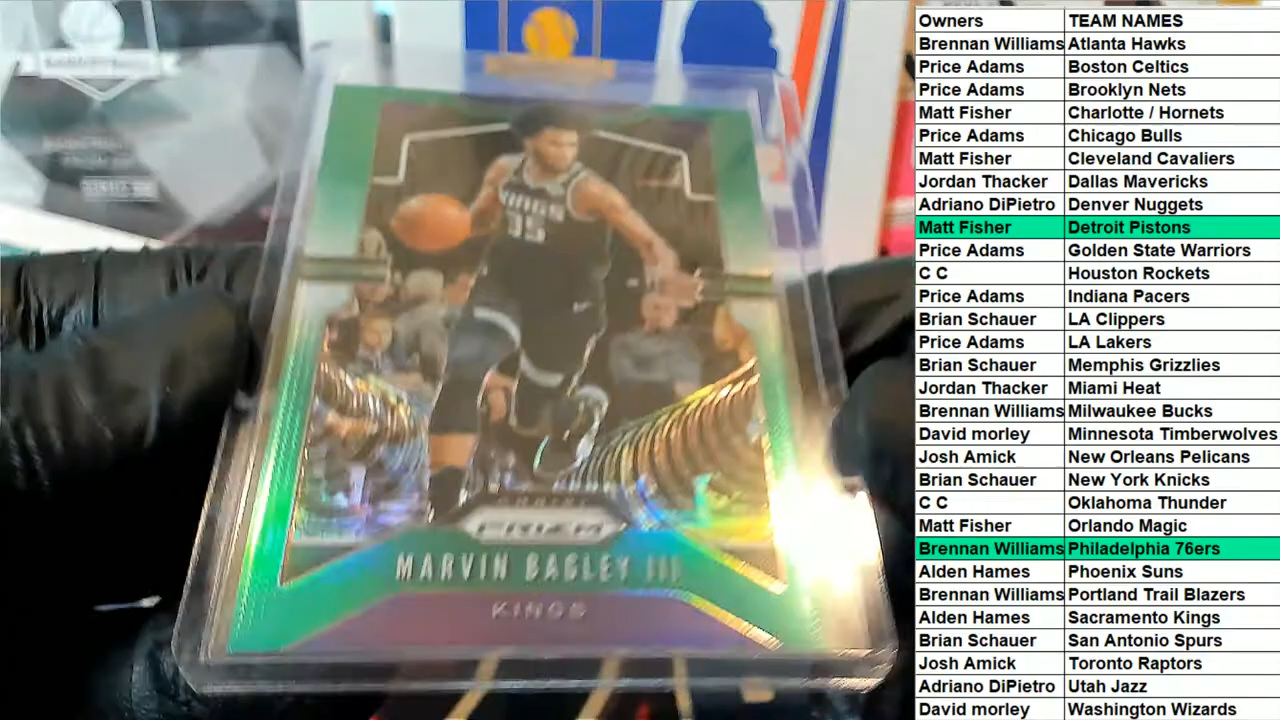 KINGS
35
PRIZM
MARVIN BAGLEY III
KINGS
Owners TEAM NAMES
Brennan Williams Atlanta Hawks
Price Adams Boston Celtics
Price Adams Brooklyn Nets
Matt Fisher Charlotte / Hornets
Price Adams Chicago Bulls
Matt Fisher Cleveland Cavaliers
Jordan Thacker Dallas Mavericks
Adriano DiPietro Denver Nuggets
Matt Fisher Detroit Pistons
Price Adams Golden State Warriors
C C Houston Rockets
Price Adams Indiana Pacers
Brian Schauer LA Clippers
Price Adams LA Lakers
Brian Schauer Memphis Grizzlies
Jordan Thacker Miami Heat
Brennan Williams Milwaukee Bucks
David morley Minnesota Timberwolves
Josh Amick New Orleans Pelicans
Brian Schauer New York Knicks
C C Oklahoma Thunder
Matt Fisher Orlando Magic
Brennan Williams Philadelphia 76ers
Alden Hames Phoenix Suns
Brennan Williams Portland Trail Blazers
Alden Hames Sacramento Kings
Brian Schauer San Antonio Spurs
Josh Amick Toronto Raptors
Adriano DiPietro Utah Jazz
David morley Washington Wizards